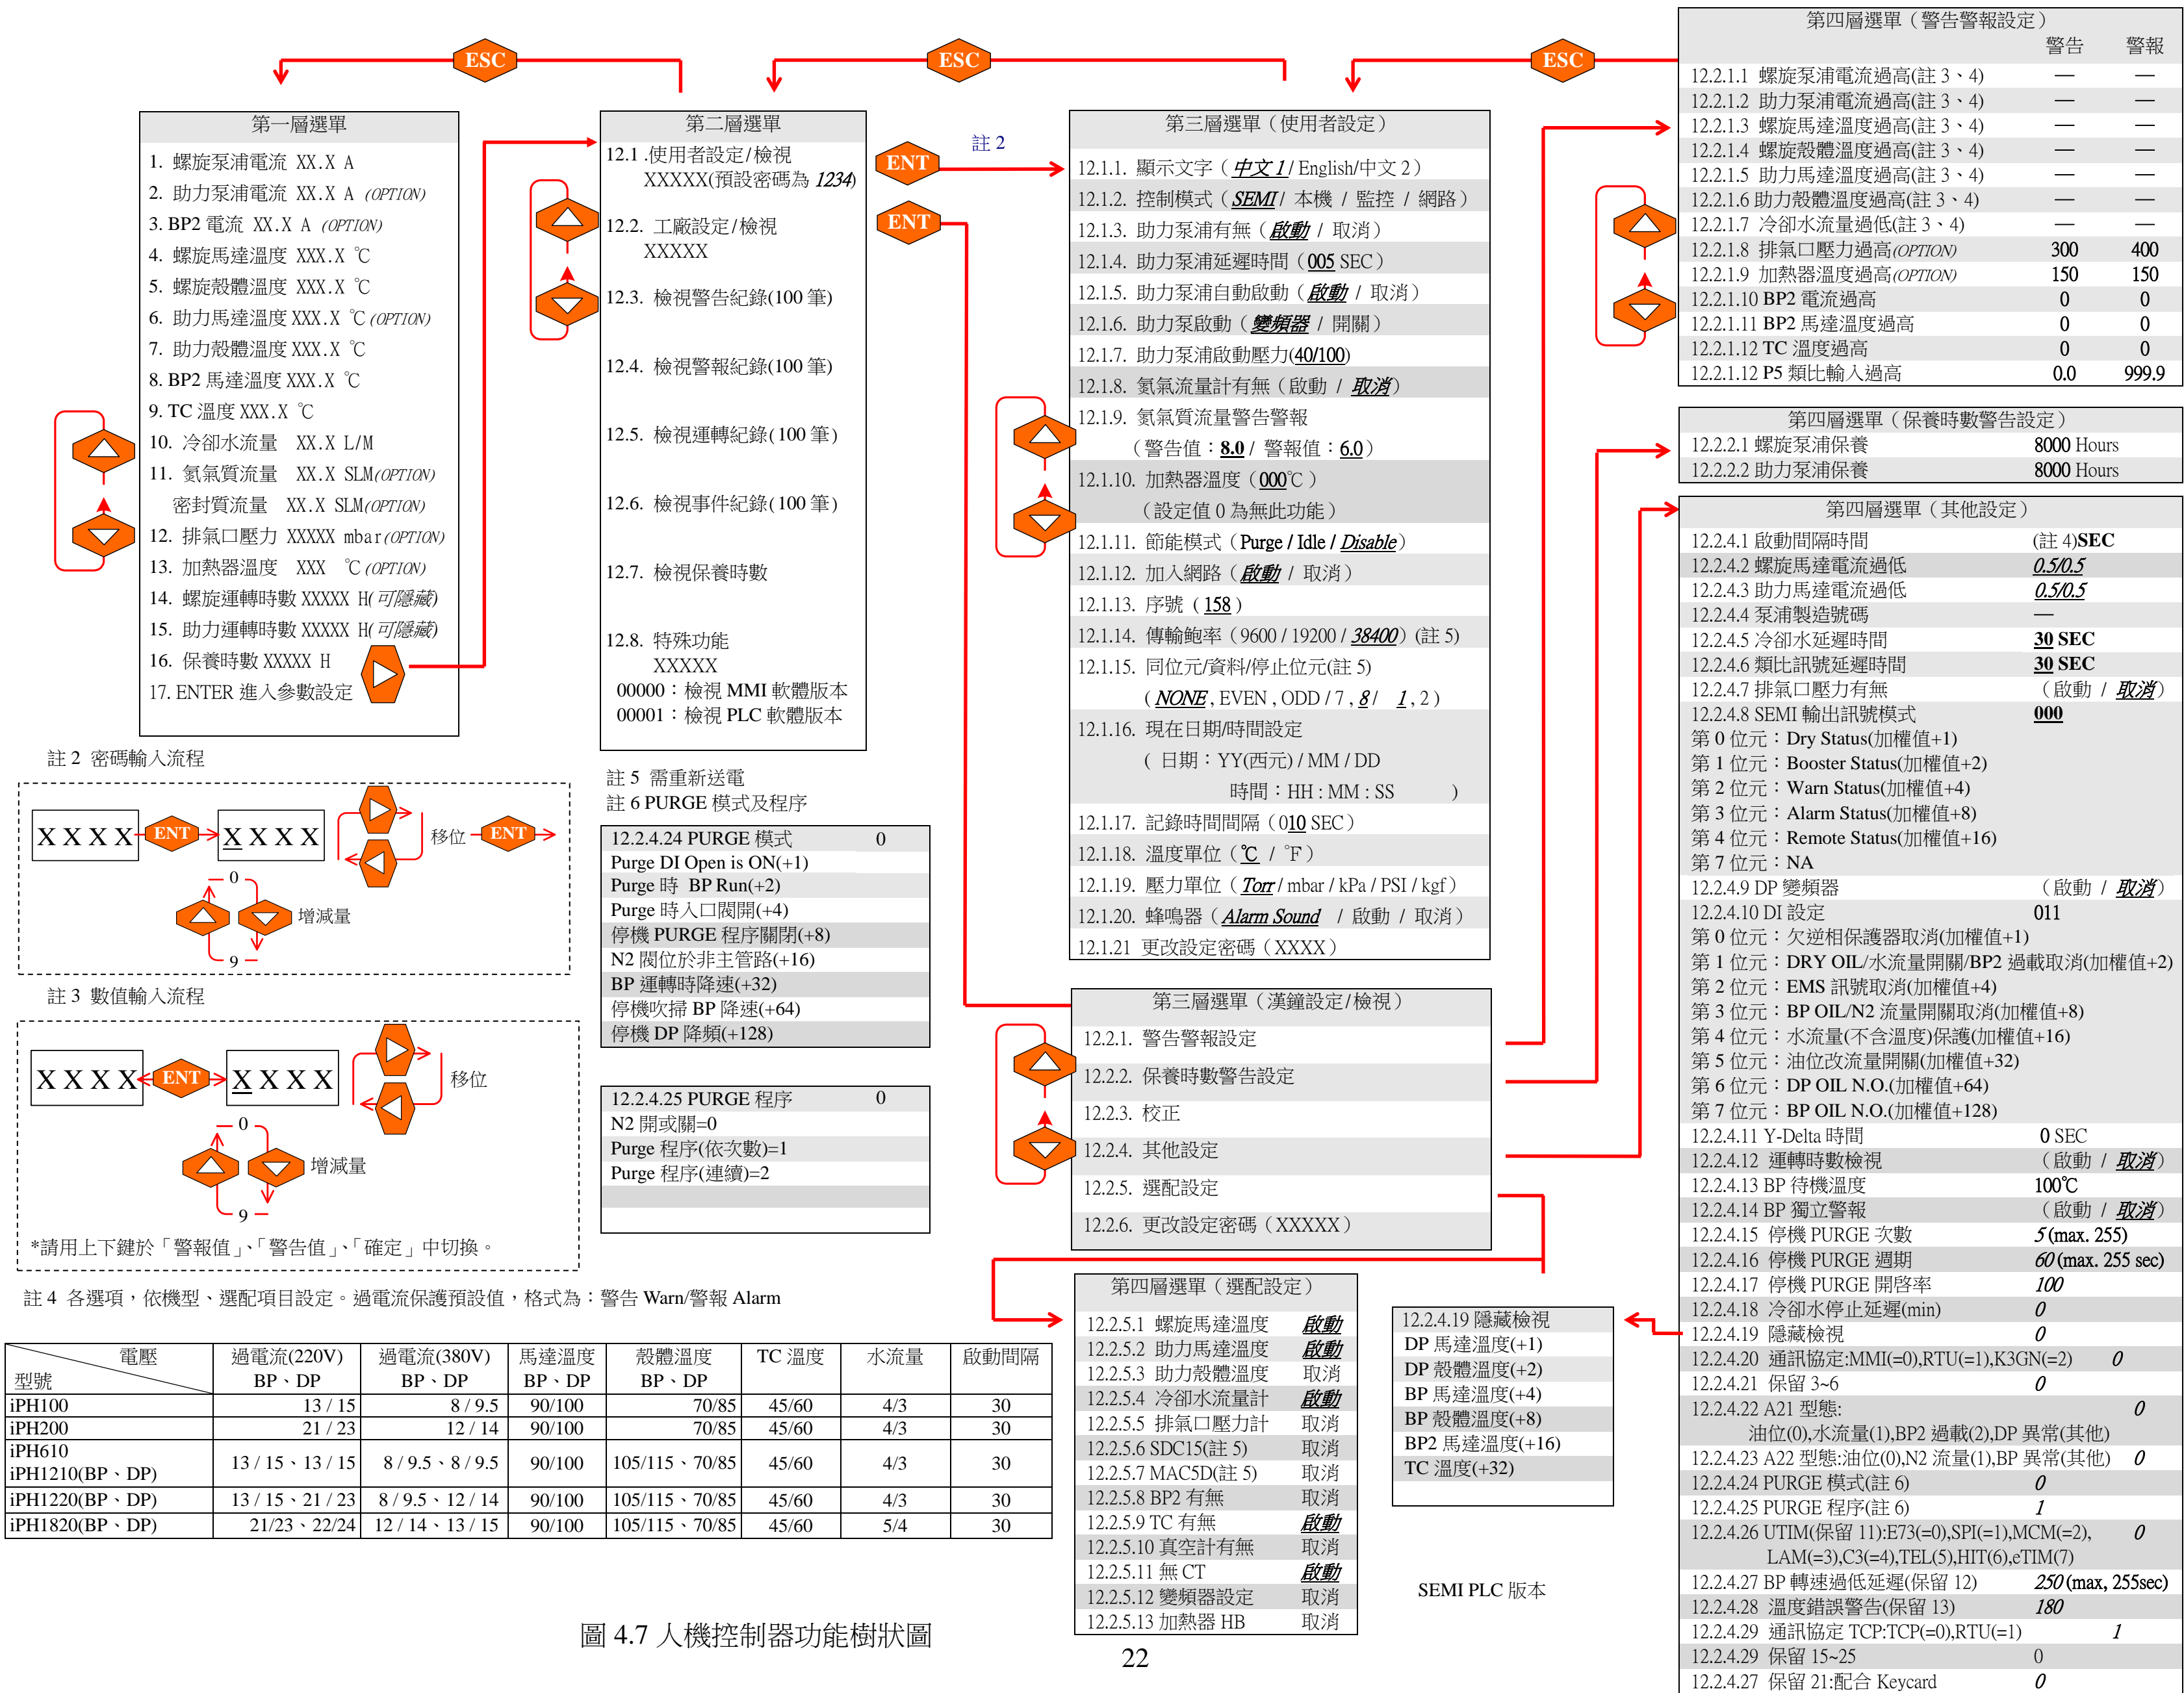 ESC
ESC
ESC
第一層選單
1. 螺旋泵浦電流 XX.X A
2. 助力泵浦電流 XX.X A (OPTION)
3. BP2 電流 XX.X A (OPTION)
4. 螺旋馬達溫度 XXX.X ℃
5. 螺旋殼體溫度 XXX.X ℃
6. 助力馬達溫度 XXX.X ℃(OPTION)
7. 助力殼體溫度 XXX.X ℃
8. BP2 馬達溫度 XXX.X ℃
9. TC 溫度 XXX.X ℃
10. 冷卻水流量 XX.X L/M
11. 氮氣質流量 XX.X SLM(OPTION)
密封質流量 XX.X SLM(OPTION)
12. 排氣口壓力 XXXXX mbar(OPTION)
13. 加熱器溫度 XXX ℃(OPTION)
14. 螺旋運轉時數 XXXXX H(可隱藏)
15. 助力運轉時數 XXXXX H(可隱藏)
16. 保養時數 XXXXX H
17. ENTER 進入參數設定
第二層選單
12.1 .使用者設定/檢視
XXXXX(預設密碼為 1234)
12.2. 工廠設定/檢視
XXXXX
12.3. 檢視警告紀錄(100 筆)
12.4. 檢視警報紀錄(100 筆)
12.5. 檢視運轉紀錄(100 筆)
12.6. 檢視事件紀錄(100 筆)
12.7. 檢視保養時數
12.8. 特殊功能
XXXXX
00000：檢視 MMI 軟體版本
00001：檢視 PLC 軟體版本
ENT
註 2
ENT
第三層選單（使用者設定）
12.1.1. 顯示文字（中文 1 / English/中文 2）
12.1.2. 控制模式（SEMI / 本機 / 監控 / 網路）
12.1.3. 助力泵浦有無（啟動 / 取消）
12.1.4. 助力泵浦延遲時間（005 SEC）
12.1.5. 助力泵浦自動啟動（啟動 / 取消）
12.1.6. 助力泵啟動（變頻器 / 開關）
12.1.7. 助力泵浦啟動壓力(40/100)
12.1.8. 氮氣流量計有無（啟動 / 取消）
12.1.9. 氮氣質流量警告警報
（警告值：8.0 / 警報值：6.0）
12.1.10. 加熱器溫度（000℃）
（設定值 0 為無此功能）
12.1.11. 節能模式（Purge / Idle / Disable）
12.1.12. 加入網路（啟動 / 取消）
12.1.13. 序號（158）
12.1.14. 傳輸鮑率（9600 / 19200 / 38400）(註 5)
12.1.15. 同位元/資料/停止位元(註 5)
( NONE , EVEN , ODD / 7 , 8 / 1 , 2 )
12.1.16. 現在日期/時間設定
( 日期：YY(西元) / MM / DD
時間：HH : MM : SS )
12.1.17. 記錄時間間隔（010 SEC）
12.1.18. 溫度單位（℃ / ℉）
12.1.19. 壓力單位（Torr / mbar / kPa / PSI / kgf）
12.1.20. 蜂鳴器（Alarm Sound / 啟動 / 取消）
12.1.21 更改設定密碼（XXXX）
第三層選單（漢鐘設定/檢視）
12.2.1. 警告警報設定
12.2.2. 保養時數警告設定
12.2.3. 校正
12.2.4. 其他設定
12.2.5. 選配設定
12.2.6. 更改設定密碼（XXXXX）
第四層選單（警告警報設定）
警告 警報
12.2.1.1 螺旋泵浦電流過高(註 3、4) — —
12.2.1.2 助力泵浦電流過高(註 3、4) — —
12.2.1.3 螺旋馬達溫度過高(註 3、4) — —
12.2.1.4 螺旋殼體溫度過高(註 3、4) — —
12.2.1.5 助力馬達溫度過高(註 3、4) — —
12.2.1.6 助力殼體溫度過高(註 3、4) — —
12.2.1.7 冷卻水流量過低(註 3、4) — —
12.2.1.8 排氣口壓力過高(OPTION) 300 400
12.2.1.9 加熱器溫度過高(OPTION) 150 150
12.2.1.10 BP2 電流過高 0 0
12.2.1.11 BP2 馬達溫度過高 0 0
12.2.1.12 TC 溫度過高 0 0
12.2.1.12 P5 類比輸入過高 0.0 999.9
第四層選單（保養時數警告設定）
12.2.2.1 螺旋泵浦保養 8000 Hours
12.2.2.2 助力泵浦保養 8000 Hours
第四層選單（其他設定）
12.2.4.1 啟動間隔時間 (註 4)SEC
12.2.4.2 螺旋馬達電流過低 0.5/0.5
12.2.4.3 助力馬達電流過低 0.5/0.5
12.2.4.4 泵浦製造號碼 —
12.2.4.5 冷卻水延遲時間 30 SEC
12.2.4.6 類比訊號延遲時間 30 SEC
12.2.4.7 排氣口壓力有無 （啟動 / 取消）
12.2.4.8 SEMI 輸出訊號模式 000
第 0 位元：Dry Status(加權值+1)
第 1 位元：Booster Status(加權值+2)
第 2 位元：Warn Status(加權值+4)
第 3 位元：Alarm Status(加權值+8)
第 4 位元：Remote Status(加權值+16)
第 7 位元：NA
12.2.4.9 DP 變頻器 （啟動 / 取消）
12.2.4.10 DI 設定 011
第 0 位元：欠逆相保護器取消(加權值+1)
第 1 位元：DRY OIL/水流量開關/BP2 過載取消(加權值+2)
第 2 位元：EMS 訊號取消(加權值+4)
第 3 位元：BP OIL/N2 流量開關取消(加權值+8)
第 4 位元：水流量(不含溫度)保護(加權值+16)
第 5 位元：油位改流量開關(加權值+32)
第 6 位元：DP OIL N.O.(加權值+64)
第 7 位元：BP OIL N.O.(加權值+128)
12.2.4.11 Y-Delta 時間 0 SEC
12.2.4.12 運轉時數檢視 （啟動 / 取消）
12.2.4.13 BP 待機溫度 100℃
12.2.4.14 BP 獨立警報 （啟動 / 取消）
12.2.4.15 停機 PURGE 次數 5 (max. 255)
12.2.4.16 停機 PURGE 週期 60 (max. 255 sec)
12.2.4.17 停機 PURGE 開啓率 100
12.2.4.18 冷卻水停止延遲(min) 0
12.2.4.19 隱藏檢視 0
12.2.4.20 通訊協定:MMI(=0),RTU(=1),K3GN(=2) 0
12.2.4.21 保留 3~6 0
12.2.4.22 A21 型態: 0
油位(0),水流量(1),BP2 過載(2),DP 異常(其他)
12.2.4.23 A22 型態:油位(0),N2 流量(1),BP 異常(其他) 0
12.2.4.24 PURGE 模式(註 6) 0
12.2.4.25 PURGE 程序(註 6) 1
12.2.4.26 UTIM(保留 11):E73(=0),SPI(=1),MCM(=2), 0
LAM(=3),C3(=4),TEL(5),HIT(6),eTIM(7)
12.2.4.27 BP 轉速過低延遲(保留 12) 250 (max, 255sec)
12.2.4.28 溫度錯誤警告(保留 13) 180
12.2.4.29 通訊協定 TCP:TCP(=0),RTU(=1) 1
12.2.4.29 保留 15~25 0
12.2.4.27 保留 21:配合 Keycard 0
註 2 密碼輸入流程
X X X X ENT X X X X 移位 ENT
0
增減量
9
註 3 數值輸入流程
X X X X ENT X X X X 移位
0
增減量
9
*請用上下鍵於「警報值」、「警告值」、「確定」中切換。
註 5 需重新送電
註 6 PURGE 模式及程序
12.2.4.24 PURGE 模式 0
Purge DI Open is ON(+1)
Purge 時 BP Run(+2)
Purge 時入口閥開(+4)
停機 PURGE 程序關閉(+8)
N2 閥位於非主管路(+16)
BP 運轉時降速(+32)
停機吹掃 BP 降速(+64)
停機 DP 降頻(+128)
12.2.4.25 PURGE 程序 0
N2 開或關=0
Purge 程序(依次數)=1
Purge 程序(連續)=2
註 4 各選項，依機型、選配項目設定。過電流保護預設值，格式為：警告 Warn/警報 Alarm
電壓 過電流(220V) 過電流(380V) 馬達溫度 殼體溫度 TC 溫度 水流量 啟動間隔
型號 BP、DP BP、DP BP、DP BP、DP
iPH100 13 / 15 8 / 9.5 90/100 70/85 45/60 4/3 30
iPH200 21 / 23 12 / 14 90/100 70/85 45/60 4/3 30
iPH610
iPH1210(BP、DP) 13 / 15、13 / 15 8 / 9.5、8 / 9.5 90/100 105/115、70/85 45/60 4/3 30
iPH1220(BP、DP) 13 / 15、21 / 23 8 / 9.5、12 / 14 90/100 105/115、70/85 45/60 4/3 30
iPH1820(BP、DP) 21/23、22/24 12 / 14、13 / 15 90/100 105/115、70/85 45/60 5/4 30
第四層選單（選配設定）
12.2.5.1 螺旋馬達溫度 啟動
12.2.5.2 助力馬達溫度 啟動
12.2.5.3 助力殼體溫度 取消
12.2.5.4 冷卻水流量計 啟動
12.2.5.5 排氣口壓力計 取消
12.2.5.6 SDC15(註 5) 取消
12.2.5.7 MAC5D(註 5) 取消
12.2.5.8 BP2 有無 取消
12.2.5.9 TC 有無 啟動
12.2.5.10 真空計有無 取消
12.2.5.11 無 CT 啟動
12.2.5.12 變頻器設定 取消
12.2.5.13 加熱器 HB 取消
12.2.4.19 隱藏檢視
DP 馬達溫度(+1)
DP 殼體溫度(+2)
BP 馬達溫度(+4)
BP 殼體溫度(+8)
BP2 馬達溫度(+16)
TC 溫度(+32)
SEMI PLC 版本
圖 4.7 人機控制器功能樹狀圖
22